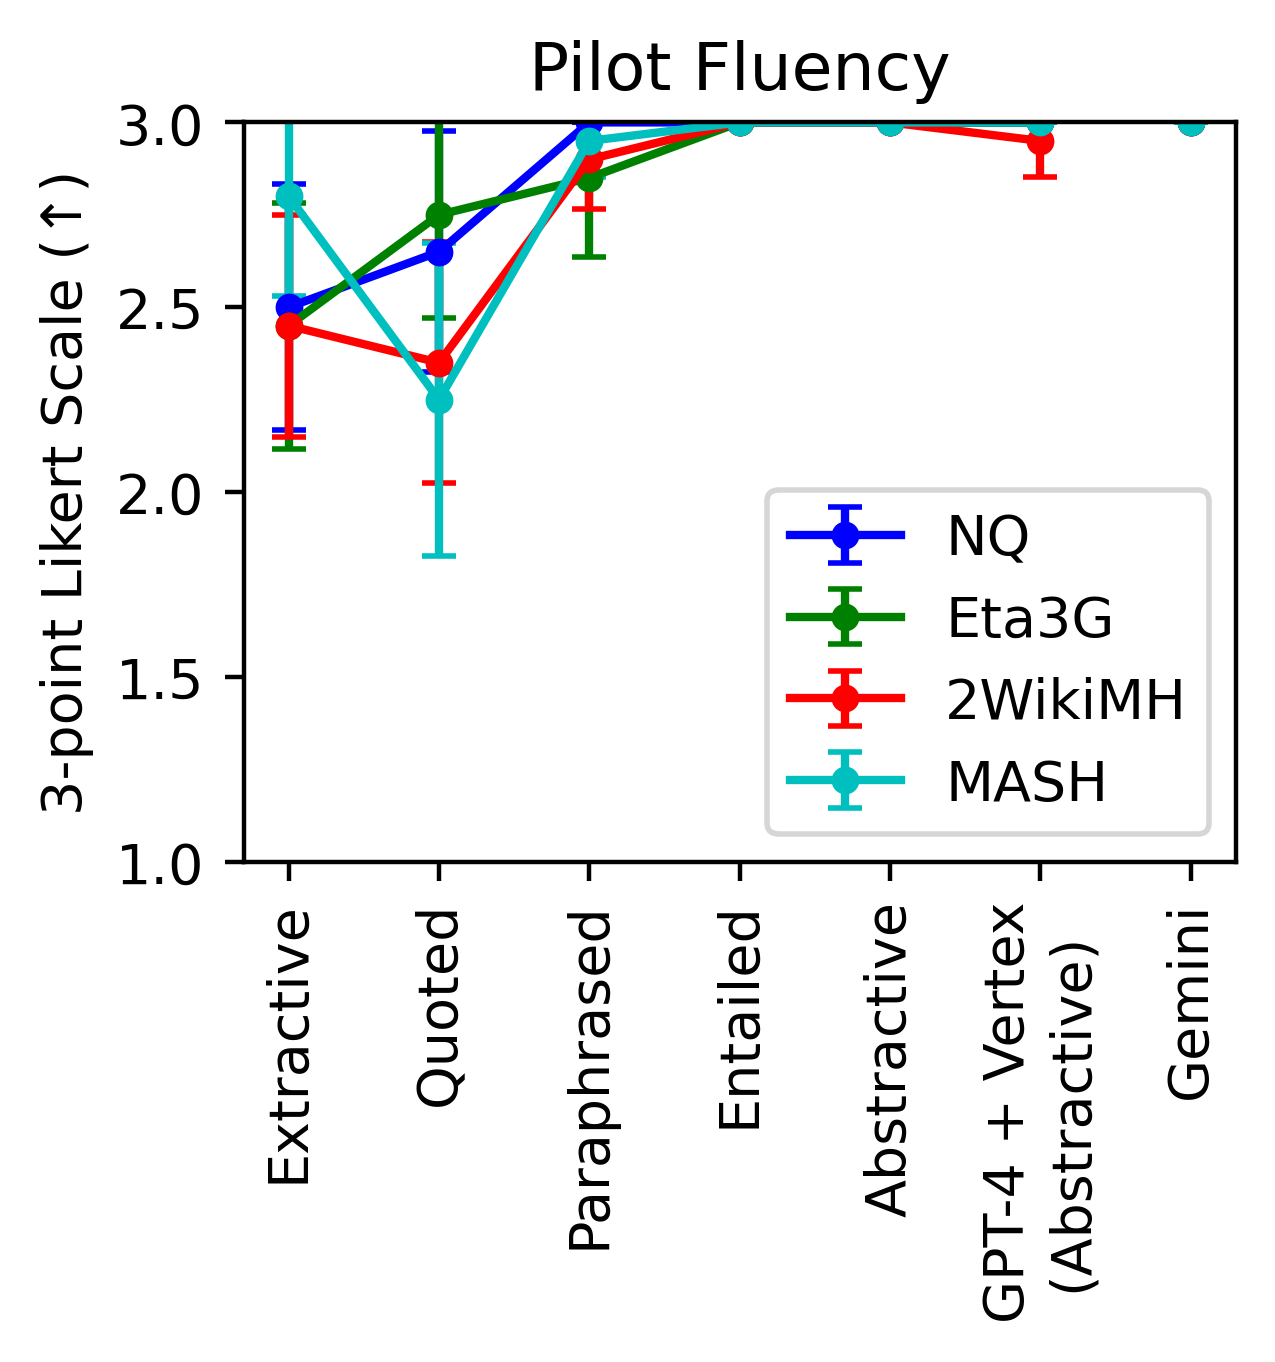 Pilot Fluency
3-point Likert Scale (↑)
3.0
2.5
2.0
1.5
1.0
NQ
Eta3G
2WikiMH
MASH
Extractive
Quoted
Paraphrased
Entailed
Abstractive
GPT-4 + Vertex
(Abstractive)
Gemini